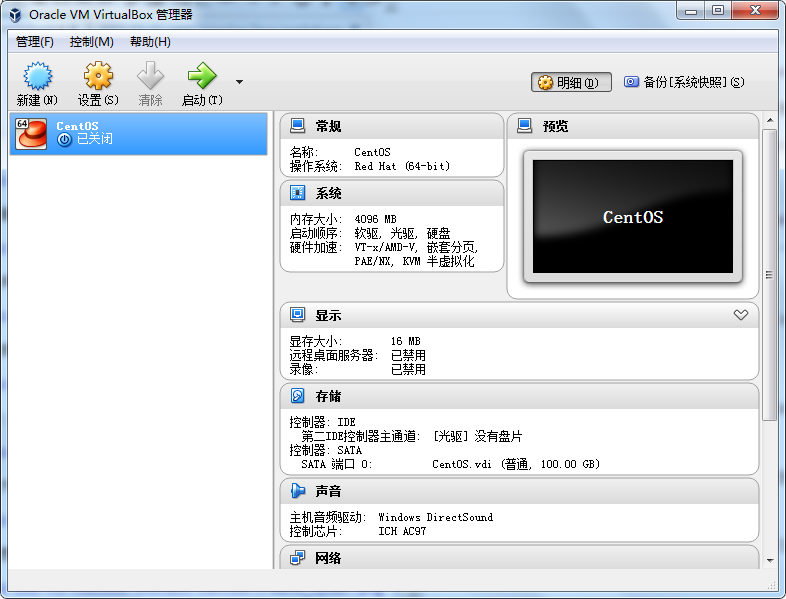 Oracle VM VirtualBox 管理器
管理(F) 控制(M) 帮助(H)
新建(N) 设置(S) 清除 启动(T) 明细(D) 备份[系统快照](S)
64 CentOS
已关闭
常规
名称: CentOS
操作系统: Red Hat (64-bit)
系统
内存大小: 4096 MB
启动顺序: 软驱, 光驱, 硬盘
硬件加速: VT-x/AMD-V, 嵌套分页,
PAE/NX, KVM 半虚拟化
预览
CentOS
显示
显存大小: 16 MB
远程桌面服务器: 已禁用
录像: 已禁用
存储
控制器: IDE
第二IDE控制器主通道: [光驱] 没有盘片
控制器: SATA
SATA 端口 0: CentOS.vdi (普通, 100.00 GB)
声音
主机音频驱动: Windows DirectSound
控制芯片: ICH AC97
网络